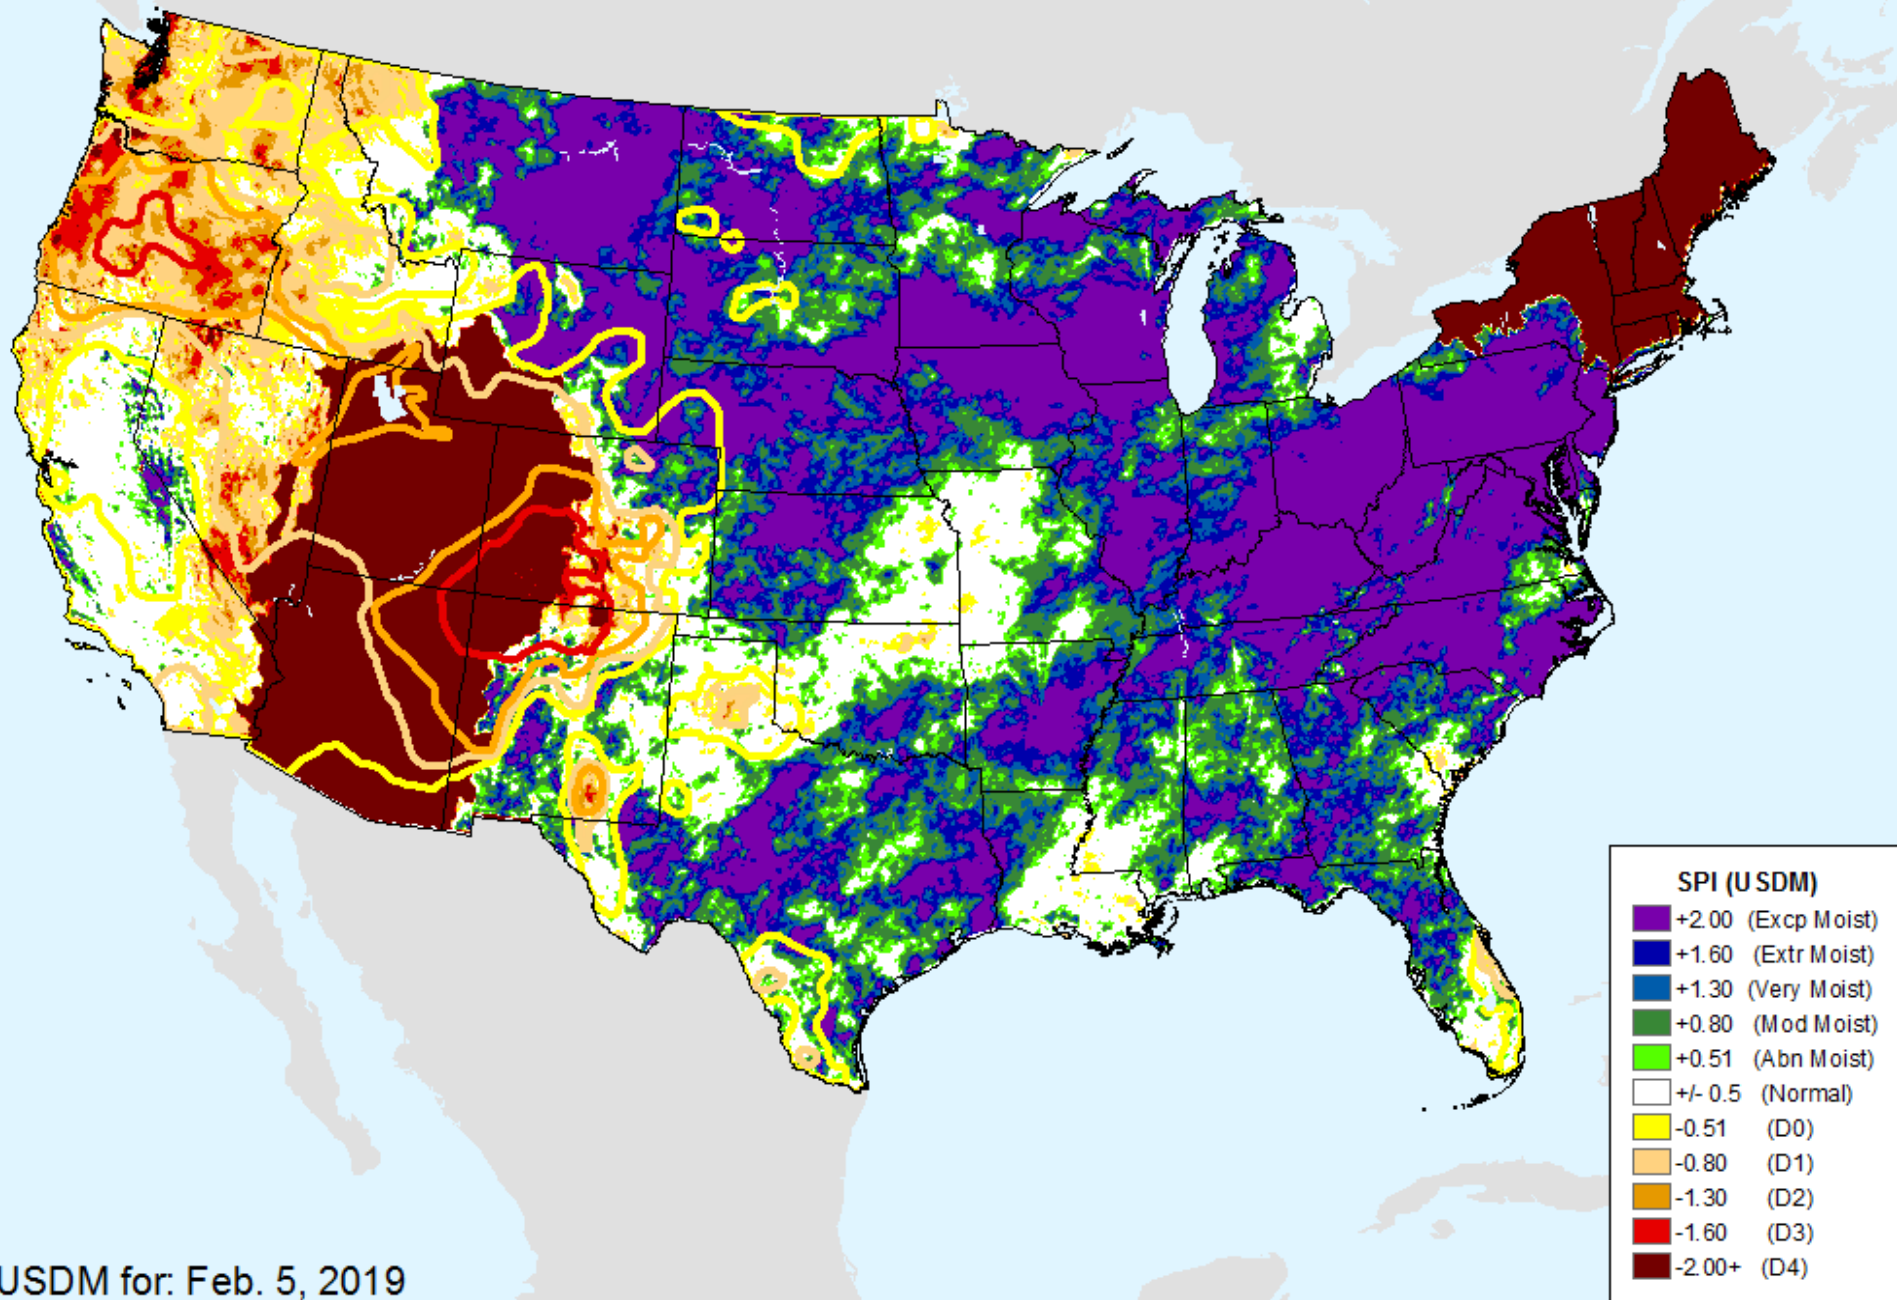 SPI (USDM)
+2.00 (Excp Moist)
+1.60 (Extr Moist)
+1.30 (Very Moist)
+0.80 (Mod Moist)
+0.51 (Abn Moist)
+/- 0.5 (Normal)
-0.51 (D0)
-0.80 (D1)
-1.30 (D2)
-1.60 (D3)
-2.00+ (D4)
USDM for: Feb. 5, 2019